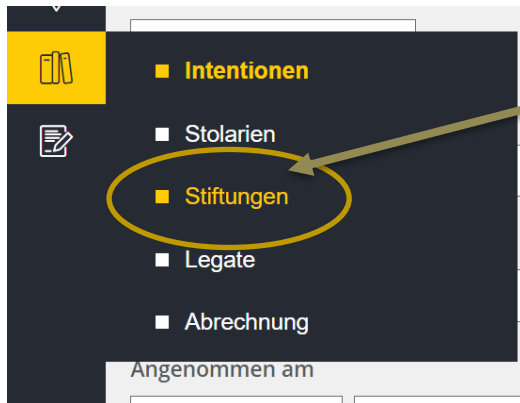 Intentionen
Stolarien
Stiftungen
Legate
Abrechnung
Angenommen am